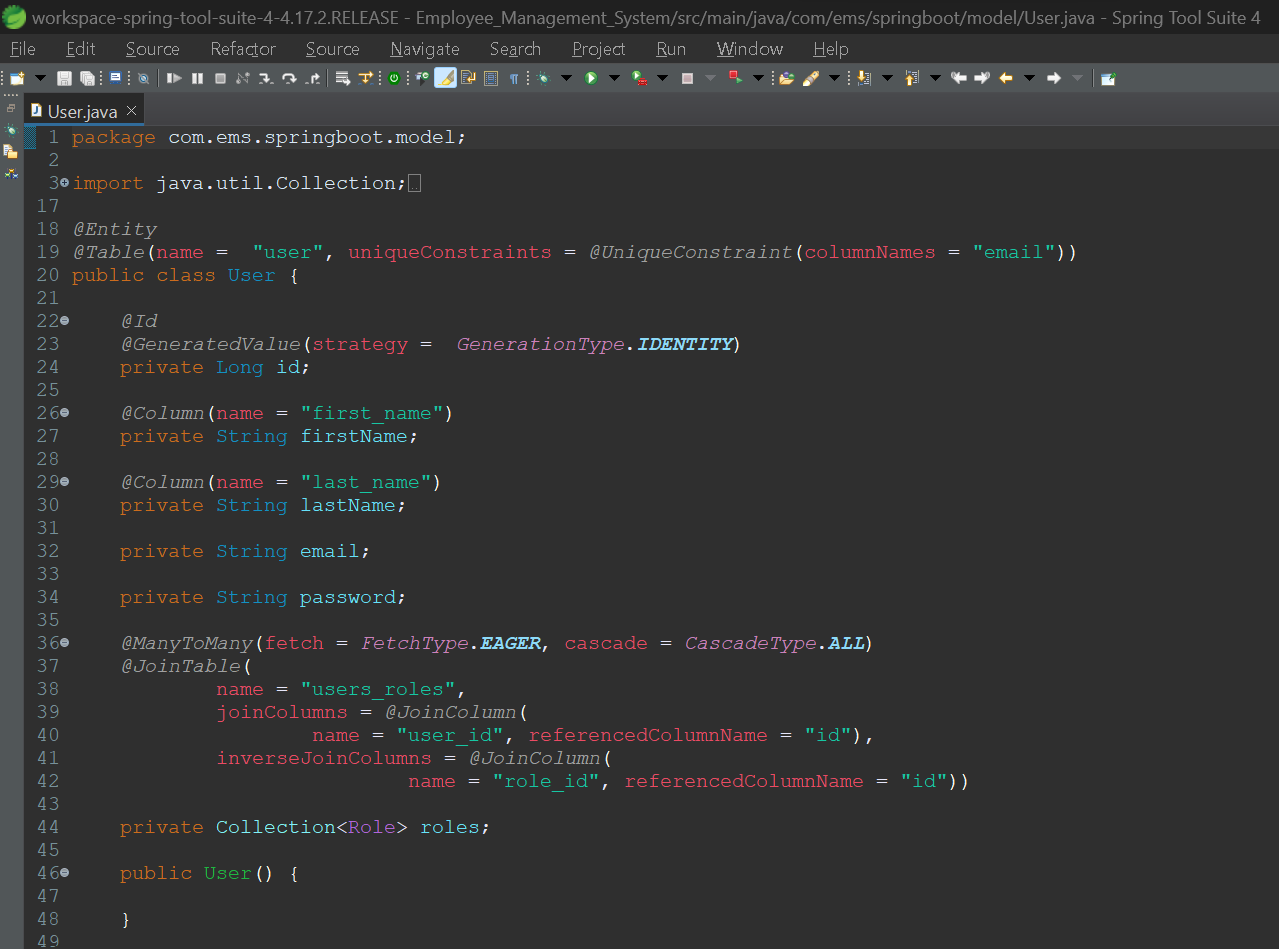 workspace-spring-tool-suite-4-4.17.2.RELEASE - Employee_Management_System/src/main/java/com/ems/springboot/model/User.java - Spring Tool Suite 4
File Edit Source Refactor Source Navigate Search Project Run Window Help
User.java
1 package com.ems.springboot.model;
2
3 import java.util.Collection;
17
18 @Entity
19 @Table(name =  "user", uniqueConstraints = @UniqueConstraint(columnNames = "email"))
20 public class User {
21
22     @Id
23     @GeneratedValue(strategy =  GenerationType.IDENTITY)
24     private Long id;
25
26     @Column(name = "first_name")
27     private String firstName;
28
29     @Column(name = "last_name")
30     private String lastName;
31
32     private String email;
33
34     private String password;
35
36     @ManyToMany(fetch = FetchType.EAGER, cascade = CascadeType.ALL)
37     @JoinTable(
38             name = "users_roles",
39             joinColumns = @JoinColumn(
40                     name = "user_id", referencedColumnName = "id"),
41             inverseJoinColumns = @JoinColumn(
42                             name = "role_id", referencedColumnName = "id"))
43
44     private Collection<Role> roles;
45
46     public User() {
47
48     }
49